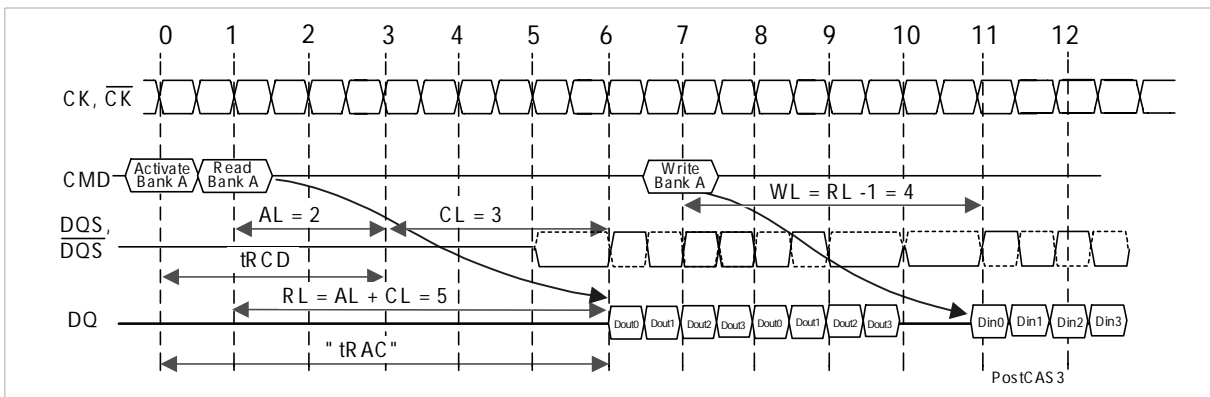 0 1 2 3 4 5 6 7 8 9 10 11 12
CK, CK
CMD
Activate
Bank A
Read
Bank A
Write
Bank A
WL = RL -1 = 4
AL = 2
CL = 3
DQS,
DQS
tRCD
RL = AL + CL = 5
DQ
Dout0 Dout1 Dout2 Dout3 Dout0 Dout1 Dout2 Dout3
Din0 Din1 Din2 Din3
" tRAC"
PostCAS3